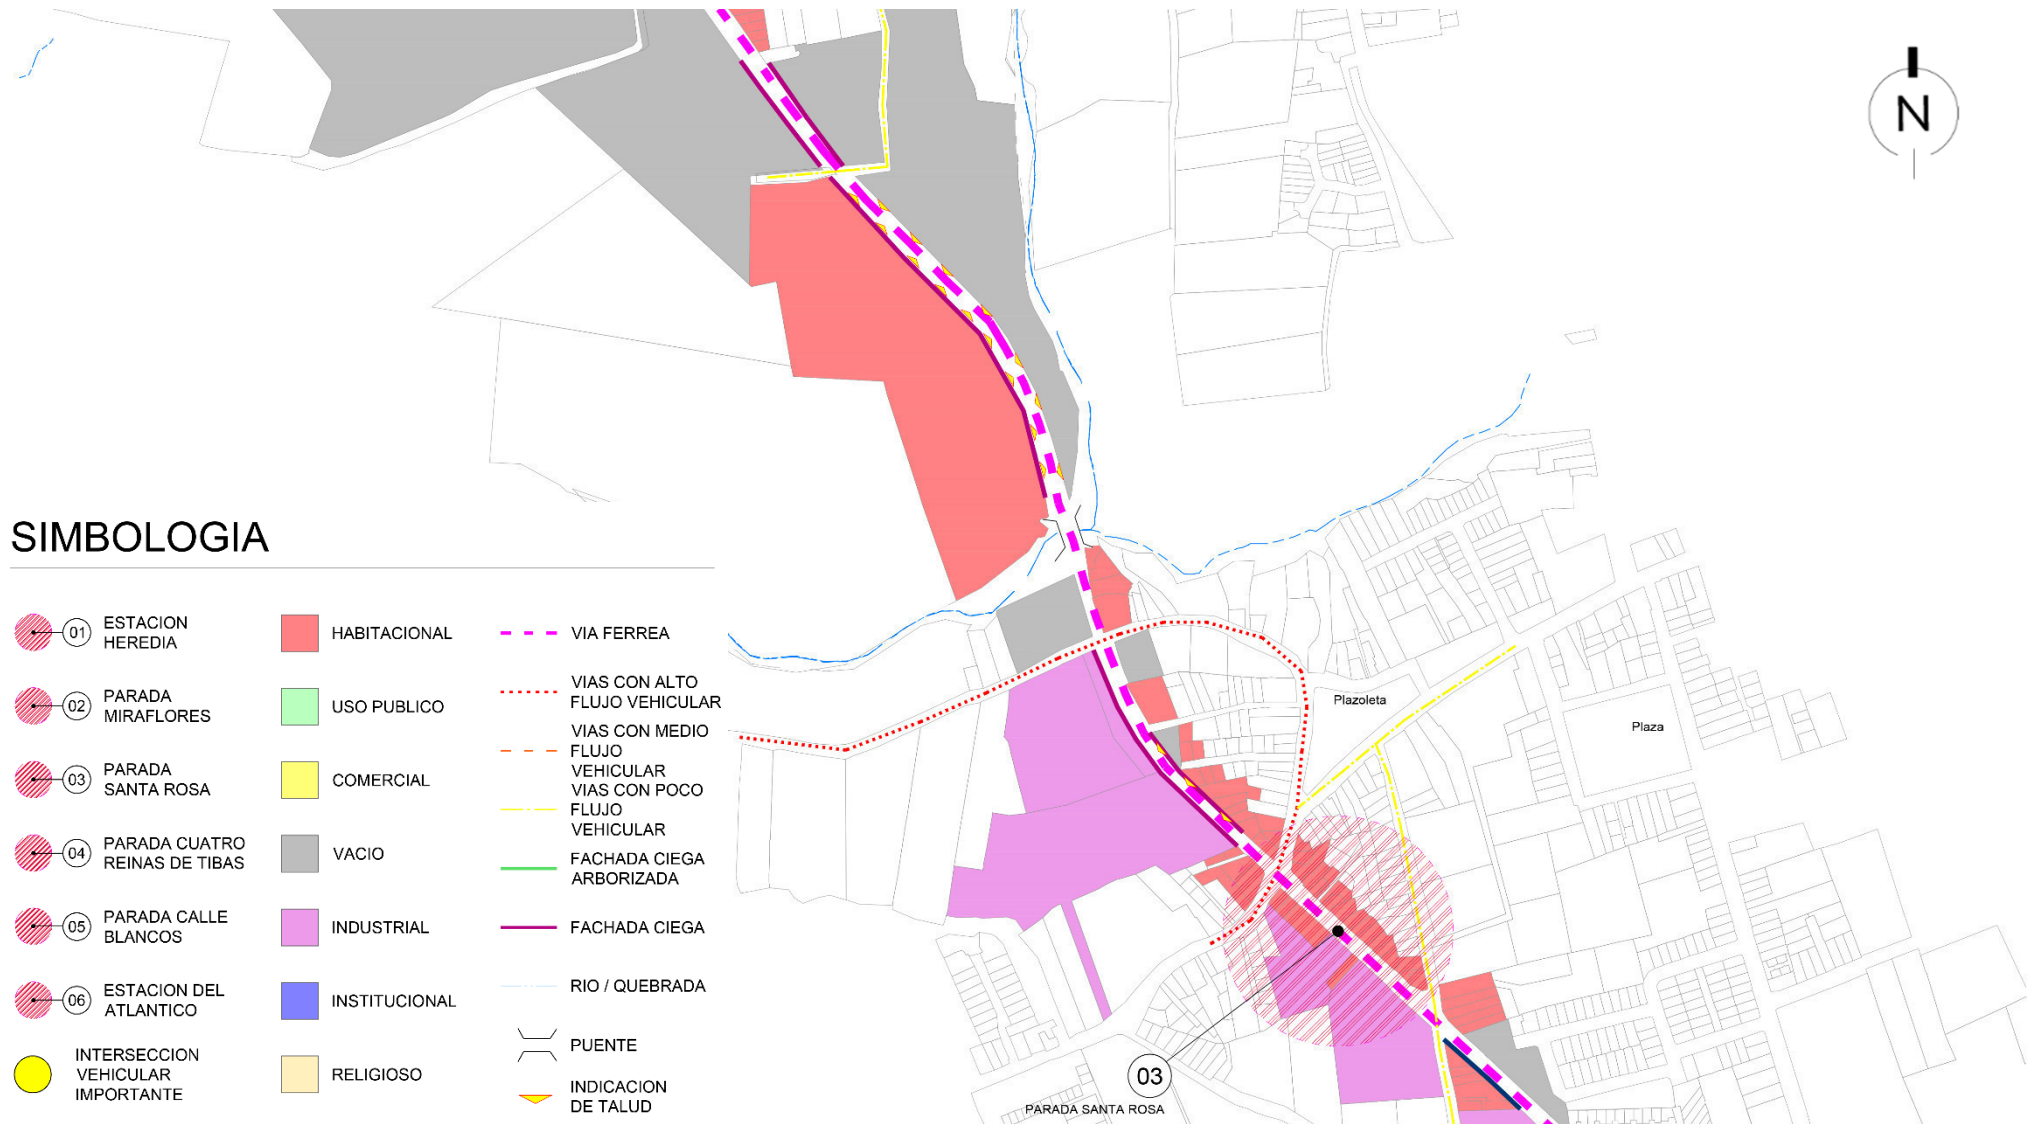 N
Plazoleta
Plaza
03
PARADA SANTA ROSA
SIMBOLOGIA
01
ESTACION
HEREDIA
02
PARADA
MIRAFLORES
03
PARADA
SANTA ROSA
04
PARADA CUATRO
REINAS DE TIBAS
05
PARADA CALLE
BLANCOS
06
ESTACION DEL
ATLANTICO
INTERSECCION
VEHICULAR
IMPORTANTE
HABITACIONAL
USO PUBLICO
COMERCIAL
VACIO
INDUSTRIAL
INSTITUCIONAL
RELIGIOSO
VIA FERREA
VIAS CON ALTO
FLUJO VEHICULAR
VIAS CON MEDIO
FLUJO
VEHICULAR
VIAS CON POCO
FLUJO
VEHICULAR
FACHADA CIEGA
ARBORIZADA
FACHADA CIEGA
RIO / QUEBRADA
PUENTE
INDICACION
DE TALUD